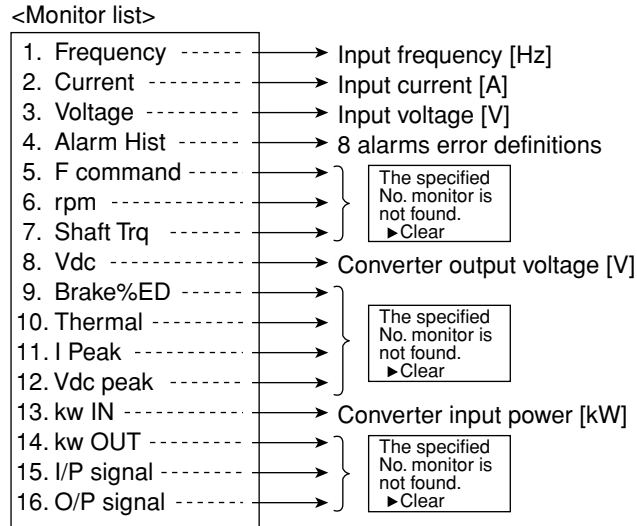 <Monitor list>
1. Frequency Input frequency [Hz]
2. Current Input current [A]
3. Voltage Input voltage [V]
4. Alarm Hist 8 alarms error definitions
5. F command
6. rpm
7. Shaft Trq
The specified
No. monitor is
not found.
►Clear
8. Vdc Converter output voltage [V]
9. Brake%ED
10. Thermal
11. I Peak
12. Vdc peak
The specified
No. monitor is
not found.
►Clear
13. kw IN Converter input power [kW]
14. kw OUT
15. I/P signal
16. O/P signal
The specified
No. monitor is
not found.
►Clear